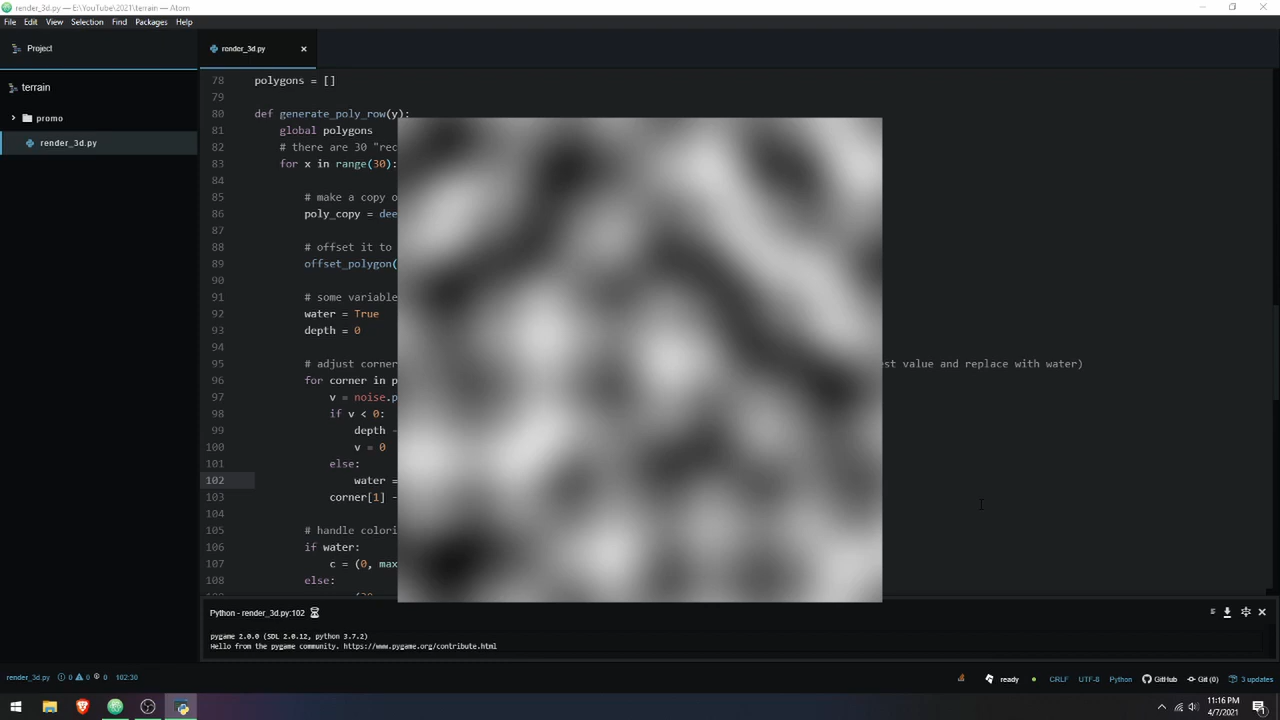 render_3d.py — E:\YouTube\2021\terrain — Atom
File Edit View Selection Find Packages Help
Project
render_3d.py
terrain
promo
render_3d.py
78 polygons = []
79
80 def generate_poly_row(y):
81 global polygons
82 # there are 30 "rec
83 for x in range(30):
84
85 # make a copy o
86 poly_copy = dee
87
88 # offset it to
89 offset_polygon(
90
91 # some variable
92 water = True
93 depth = 0
94
95 # adjust corner est value and replace with water)
96 for corner in p
97 v = noise.p
98 if v < 0:
99 depth -
100 v = 0
101 else:
102 water =
103 corner[1] -
104
105 # handle colori
106 if water:
107 c = (0, max
108 else:
Python - render_3d.py:102
pygame 2.0.0 (SDL 2.0.12, python 3.7.2)
Hello from the pygame community. https://www.pygame.org/contribute.html
render_3d.py 0 0 0 102:30 ready CRLF UTF-8 Python GitHub Git (0) 3 updates
11:16 PM
4/7/2021